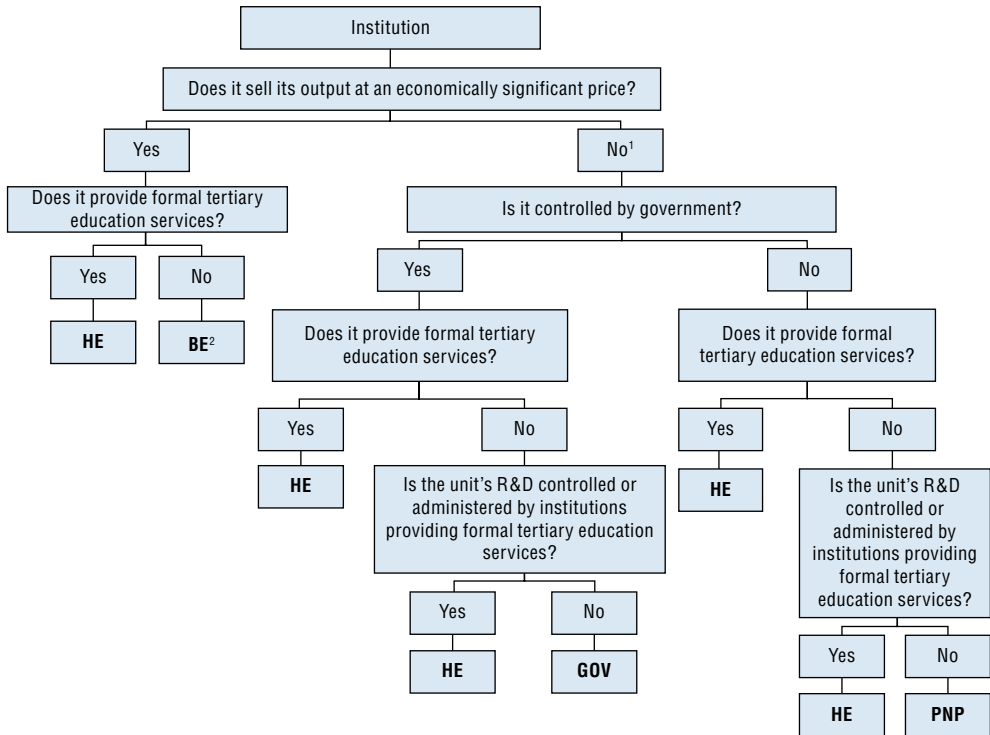 Institution
Does it sell its output at an economically significant price?
Yes
No¹
Does it provide formal tertiary
education services?
Is it controlled by government?
Yes
No
Yes
No
HE
BE²
Does it provide formal tertiary
education services?
Does it provide formal
tertiary education services?
Yes
No
Yes
No
HE
Is the unit's R&D controlled or
administered by institutions
providing formal tertiary education
services?
HE
Is the unit's R&D
controlled or
administered by
institutions providing
formal tertiary
education services?
Yes
No
HE
GOV
Yes
No
HE
PNP